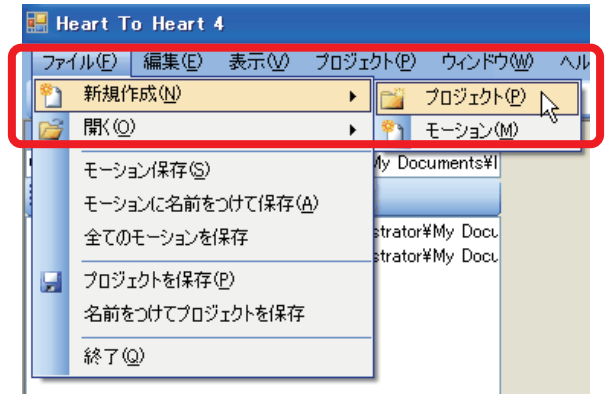 Heart To Heart 4
ファイル(F) 編集(E) 表示(V) プロジェクト(P) ウィンドウ(W) ヘル
新規作成(N) プロジェクト(P)
開く(O) モーション(M)
モーション保存(S) My Documents¥
モーションに名前をつけて保存(A)
全てのモーションを保存 strator¥My Docu
strator¥My Docu
プロジェクトを保存(P)
名前をつけてプロジェクトを保存
終了(Q)